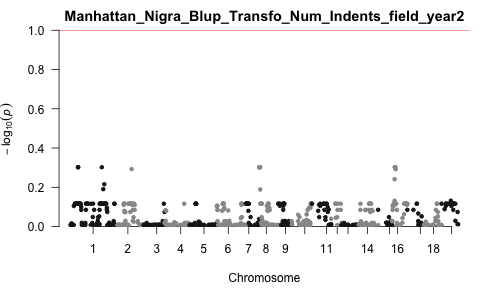 Manhattan_Nigra_Blup_Transfo_Num_Indents_field_year2
1.0
0.8
0.6
0.4
0.2
0.0
− log₁₀(p)
1 2 3 4 5 6 7 8 9 11 14 16 18
Chromosome